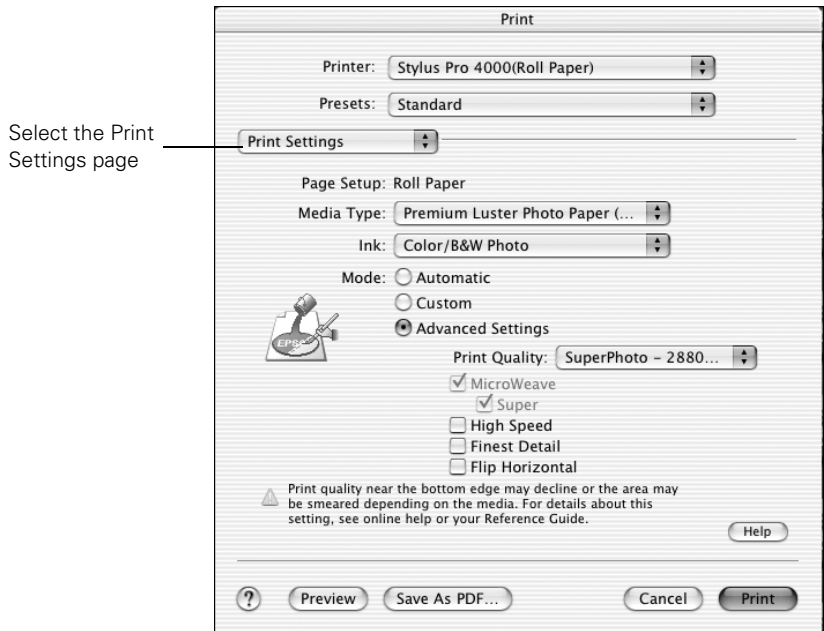 Print
Printer: Stylus Pro 4000(Roll Paper)
Presets: Standard
Select the Print
Settings page
Print Settings
Page Setup: Roll Paper
Media Type: Premium Luster Photo Paper (...
Ink: Color/B&W Photo
Mode: Automatic
Custom
Advanced Settings
EPSO
Print Quality: SuperPhoto – 2880...
MicroWeave
Super
High Speed
Finest Detail
Flip Horizontal
Print quality near the bottom edge may decline or the area may
be smeared depending on the media. For details about this
setting, see online help or your Reference Guide.
Help
? Preview Save As PDF... Cancel Print